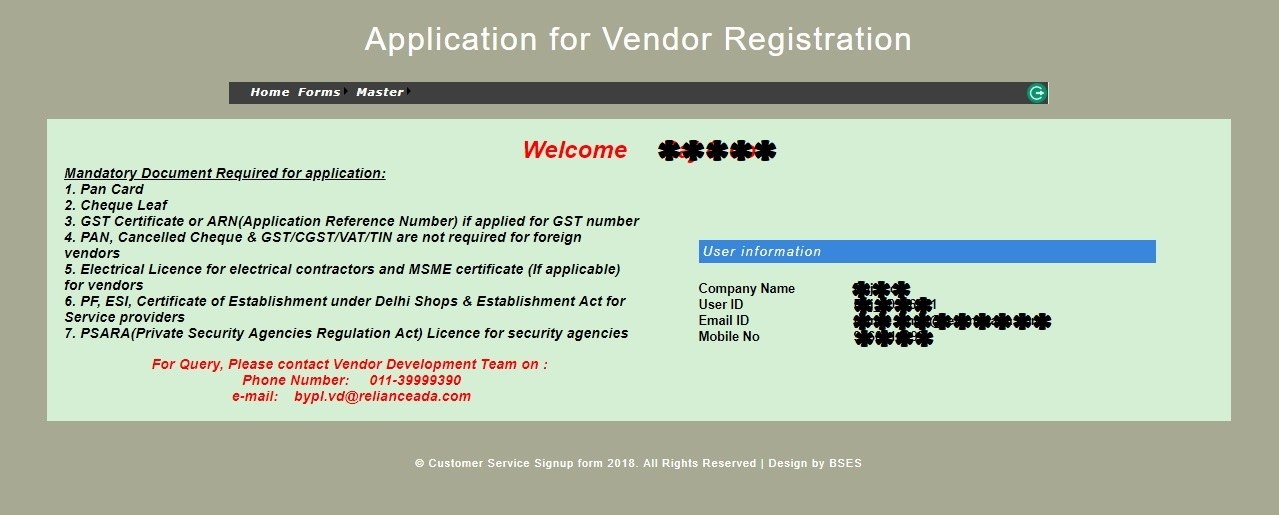 Application for Vendor Registration
Home Forms Master
Welcome
Mandatory Document Required for application:
1. Pan Card
2. Cheque Leaf
3. GST Certificate or ARN(Application Reference Number) if applied for GST number
4. PAN, Cancelled Cheque & GST/CGST/VAT/TIN are not required for foreign
vendors
5. Electrical Licence for electrical contractors and MSME certificate (If applicable)
for vendors
6. PF, ESI, Certificate of Establishment under Delhi Shops & Establishment Act for
Service providers
7. PSARA(Private Security Agencies Regulation Act) Licence for security agencies
For Query, Please contact Vendor Development Team on :
Phone Number: 011-39999390
e-mail: bypl.vd@relianceada.com
User information
Company Name
User ID
Email ID
Mobile No
© Customer Service Signup form 2018. All Rights Reserved | Design by BSES